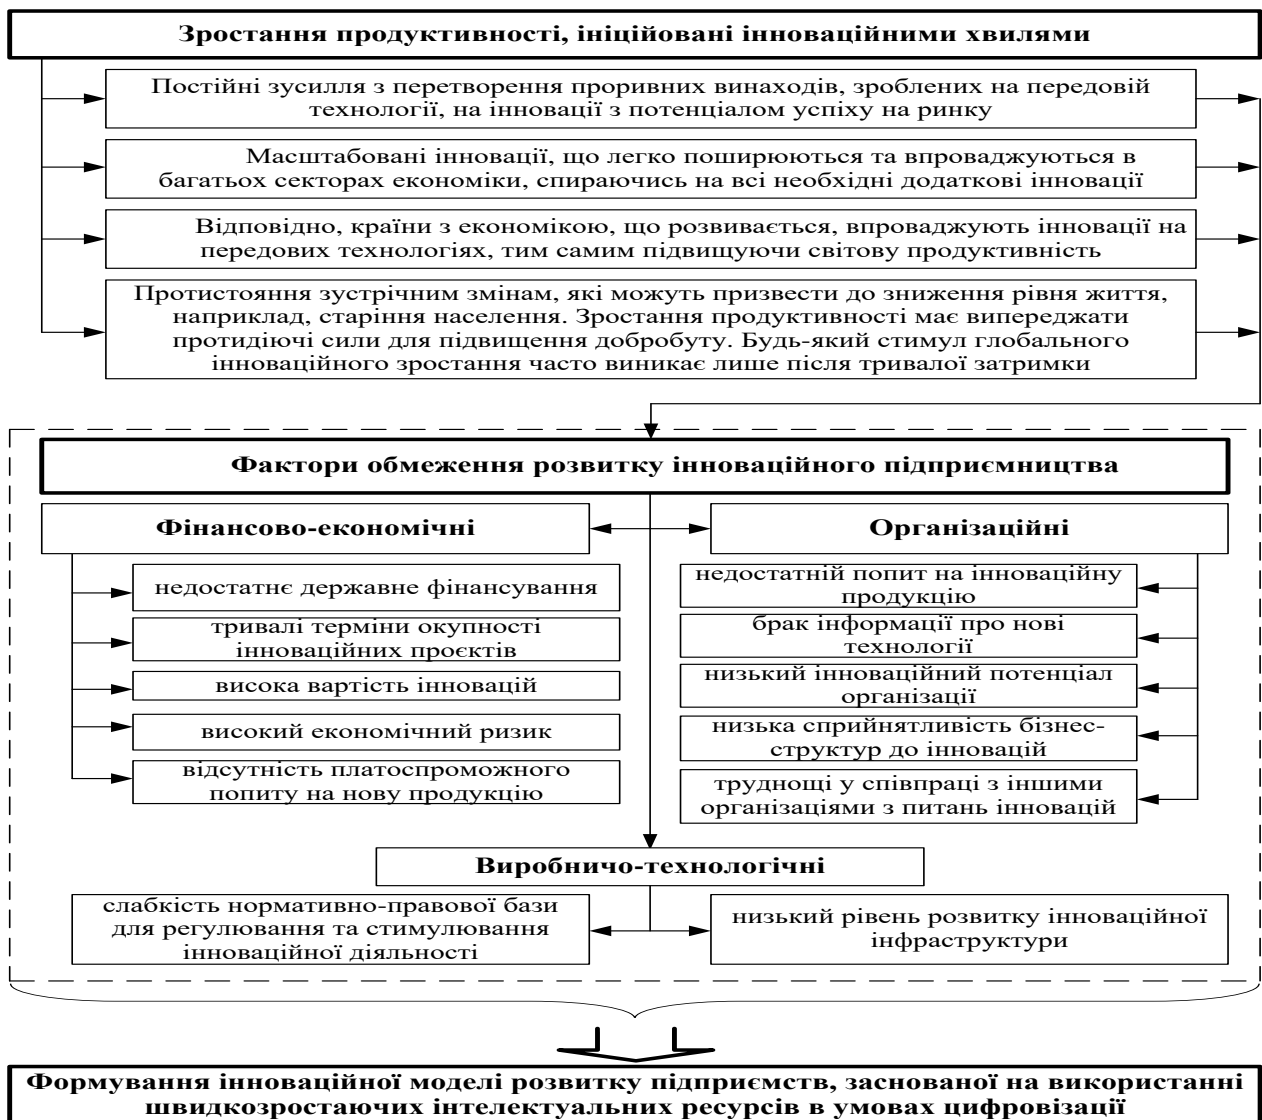 Зростання продуктивності, ініційовані інноваційними хвилями
Постійні зусилля з перетворення проривних винаходів, зроблених на передовій
технології, на інновації з потенціалом успіху на ринку
Масштабовані інновації, що легко поширюються та впроваджуються в
багатьох секторах економіки, спираючись на всі необхідні додаткові інновації
Відповідно, країни з економікою, що розвивається, впроваджують інновації на
передових технологіях, тим самим підвищуючи світову продуктивність
Протистояння зустрічним змінам, які можуть призвести до зниження рівня життя,
наприклад, старіння населення. Зростання продуктивності має випереджати
протидіючі сили для підвищення добробуту. Будь-який стимул глобального
інноваційного зростання часто виникає лише після тривалої затримки
Фактори обмеження розвитку інноваційного підприємництва
Фінансово-економічні
недостатнє державне фінансування
тривалі терміни окупності
інноваційних проєктів
висока вартість інновацій
високий економічний ризик
відсутність платоспроможного
попиту на нову продукцію
Організаційні
недостатній попит на інноваційну
продукцію
брак інформації про нові
технології
низький інноваційний потенціал
організації
низька сприйнятливість бізнес-
структур до інновацій
труднощі у співпраці з іншими
організаціями з питань інновацій
Виробничо-технологічні
слабкість нормативно-правової бази
для регулювання та стимулювання
інноваційної діяльності
низький рівень розвитку інноваційної
інфраструктури
Формування інноваційної моделі розвитку підприємств, заснованої на використанні
швидкозростаючих інтелектуальних ресурсів в умовах цифровізації